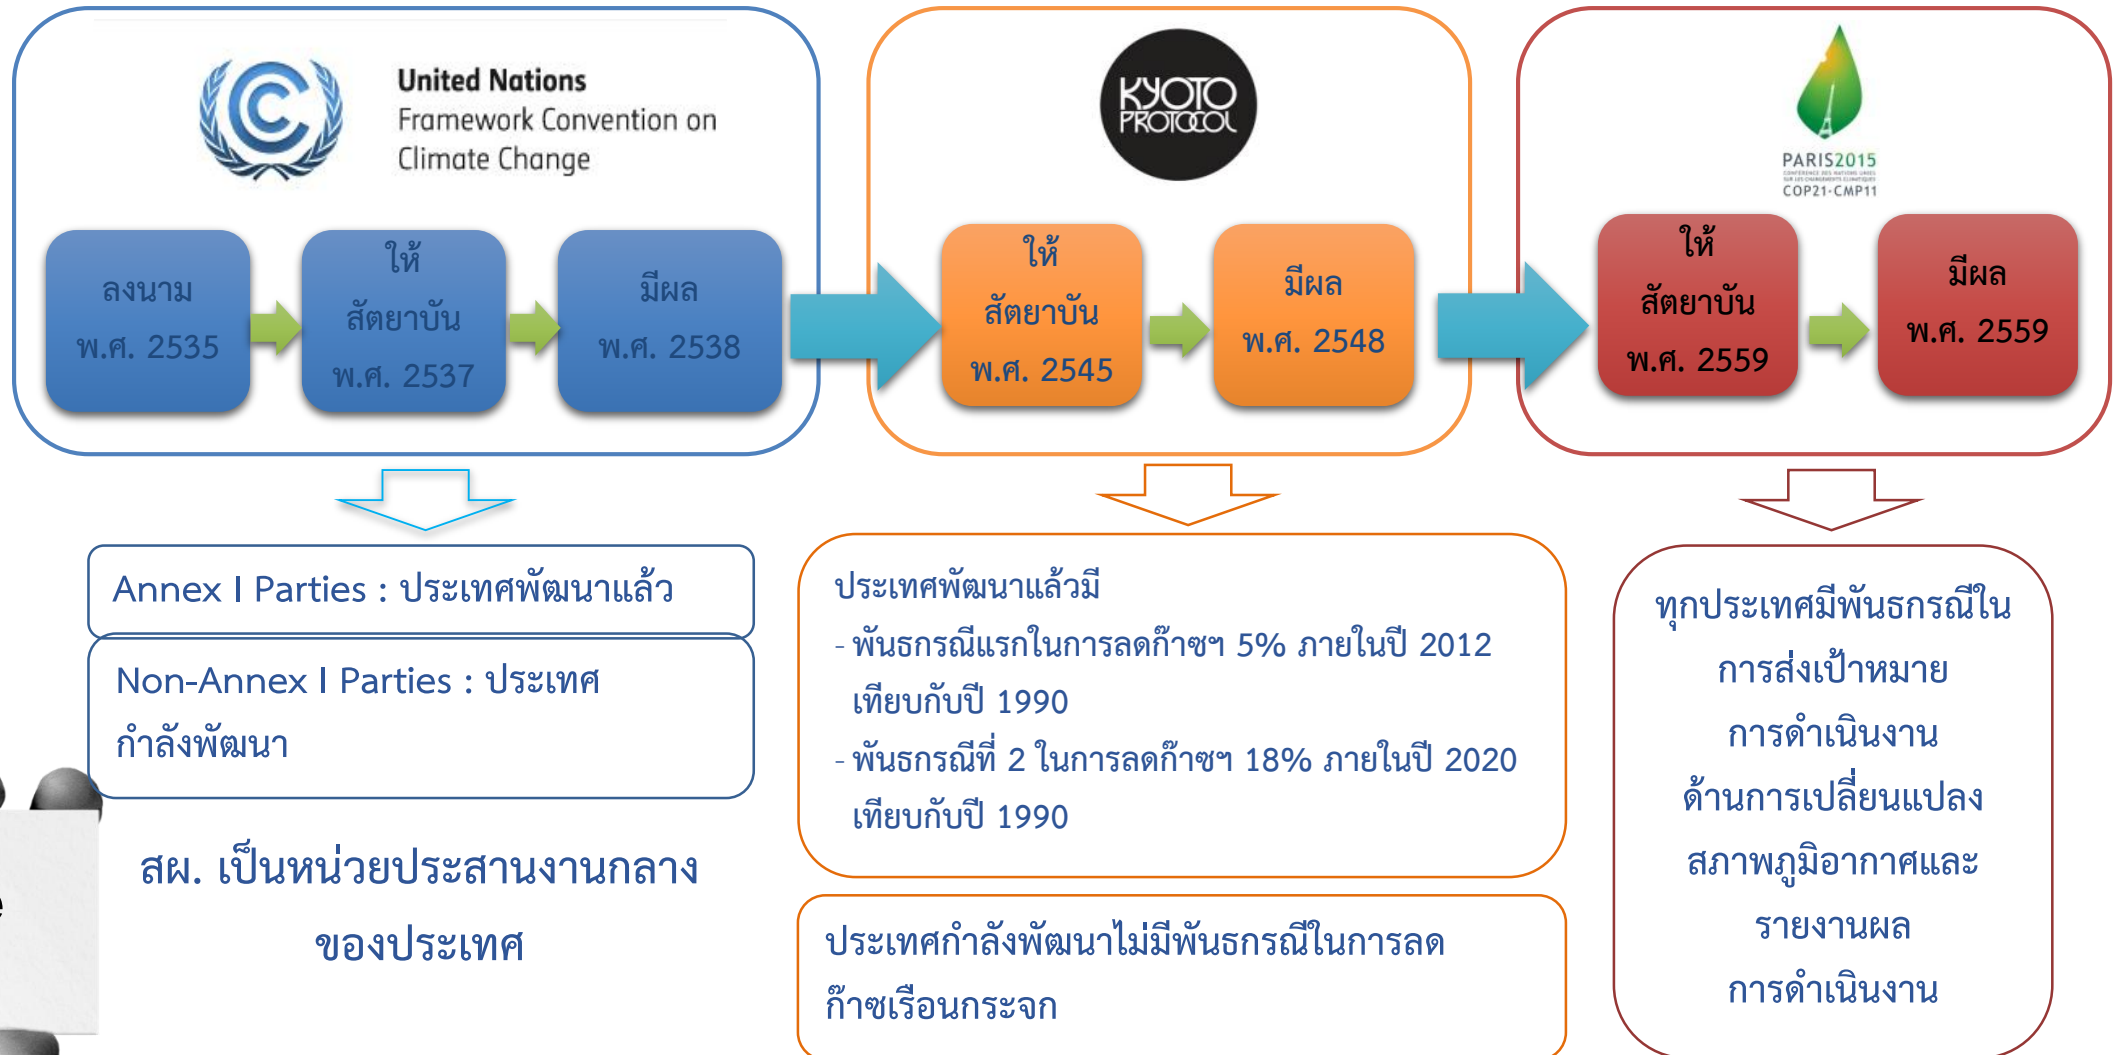 United Nations
Framework Convention on
Climate Change
ลงนาม
พ.ศ. 2535
ให้
สัตยาบัน
พ.ศ. 2537
มีผล
พ.ศ. 2538
KYOTO
PROTOCOL
ให้
สัตยาบัน
พ.ศ. 2545
มีผล
พ.ศ. 2548
PARIS2015
CONFÉRENCE DES NATIONS UNIES
SUR LES CHANGEMENTS CLIMATIQUES
COP21·CMP11
ให้
สัตยาบัน
พ.ศ. 2559
มีผล
พ.ศ. 2559
Annex I Parties : ประเทศพัฒนาแล้ว
Non-Annex I Parties : ประเทศ
กำลังพัฒนา
สผ. เป็นหน่วยประสานงานกลาง
ของประเทศ
ประเทศพัฒนาแล้วมี
- พันธกรณีแรกในการลดก๊าซฯ 5% ภายในปี 2012
เทียบกับปี 1990
- พันธกรณีที่ 2 ในการลดก๊าซฯ 18% ภายในปี 2020
เทียบกับปี 1990
ประเทศกำลังพัฒนาไม่มีพันธกรณีในการลด
ก๊าซเรือนกระจก
ทุกประเทศมีพันธกรณีใน
การส่งเป้าหมาย
การดำเนินงาน
ด้านการเปลี่ยนแปลง
สภาพภูมิอากาศและ
รายงานผล
การดำเนินงาน